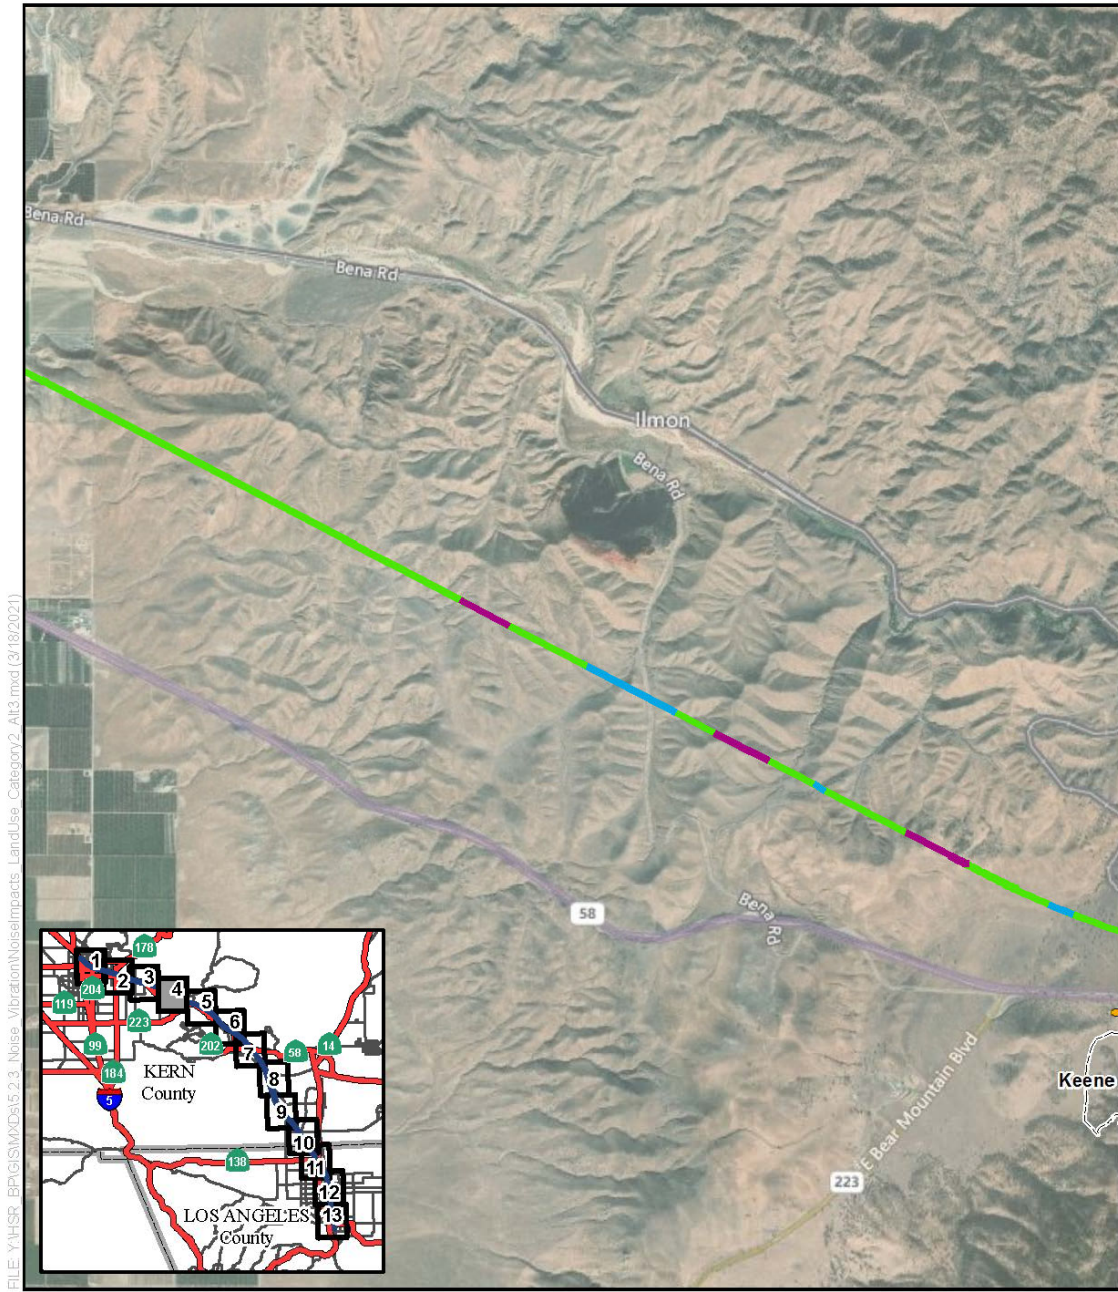 Bena Rd
Bena Rd
Ilmon
Bena Rd
58
Bena Rd
Keene
E Bear Mountain Blvd
223
FILE Y:\HSR_BP\GIS\MXDs\5.2.3_Noise_Vibration\NoiseImpacts_LandUse_Category2_Alt3.mxd (3/18/2021)
178
1
2
3
4
5
6
7
8
9
10
11
12
13
204
119
223
99
202
58
14
184
5
138
KERN
County
LOS ANGELES
County